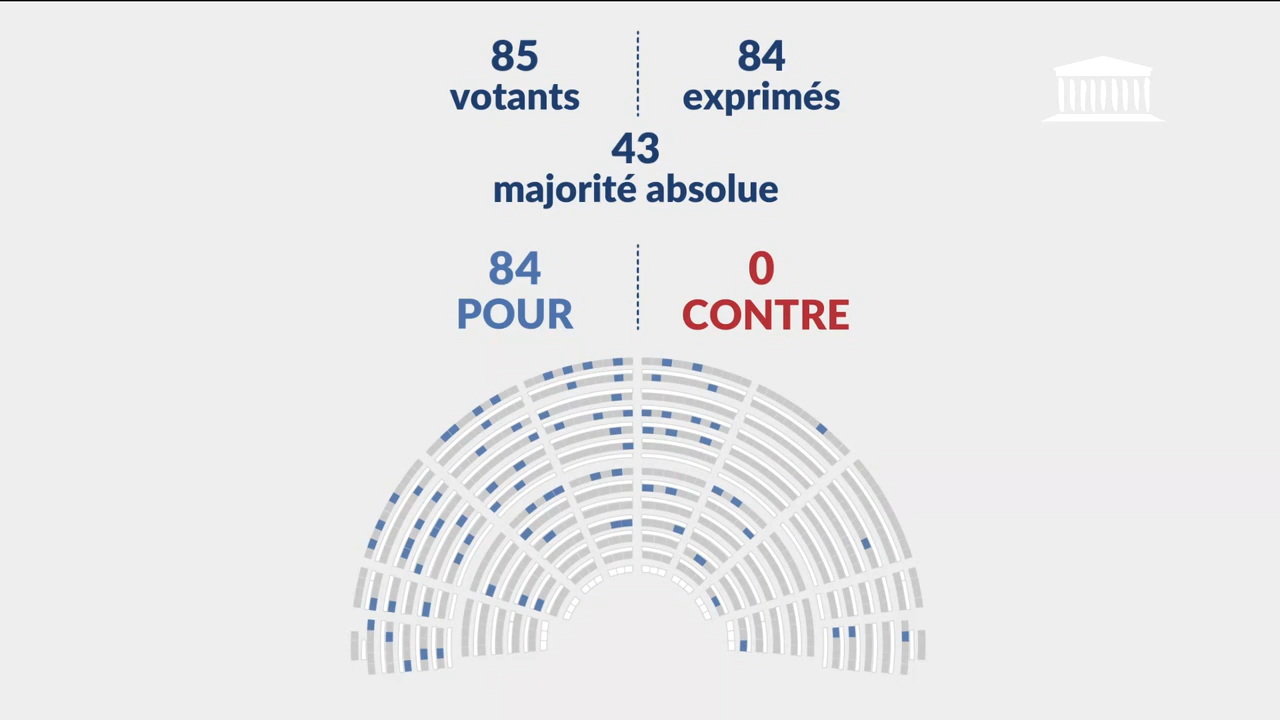 85
votants
84
exprimés
43
majorité absolue
84
POUR
0
CONTRE